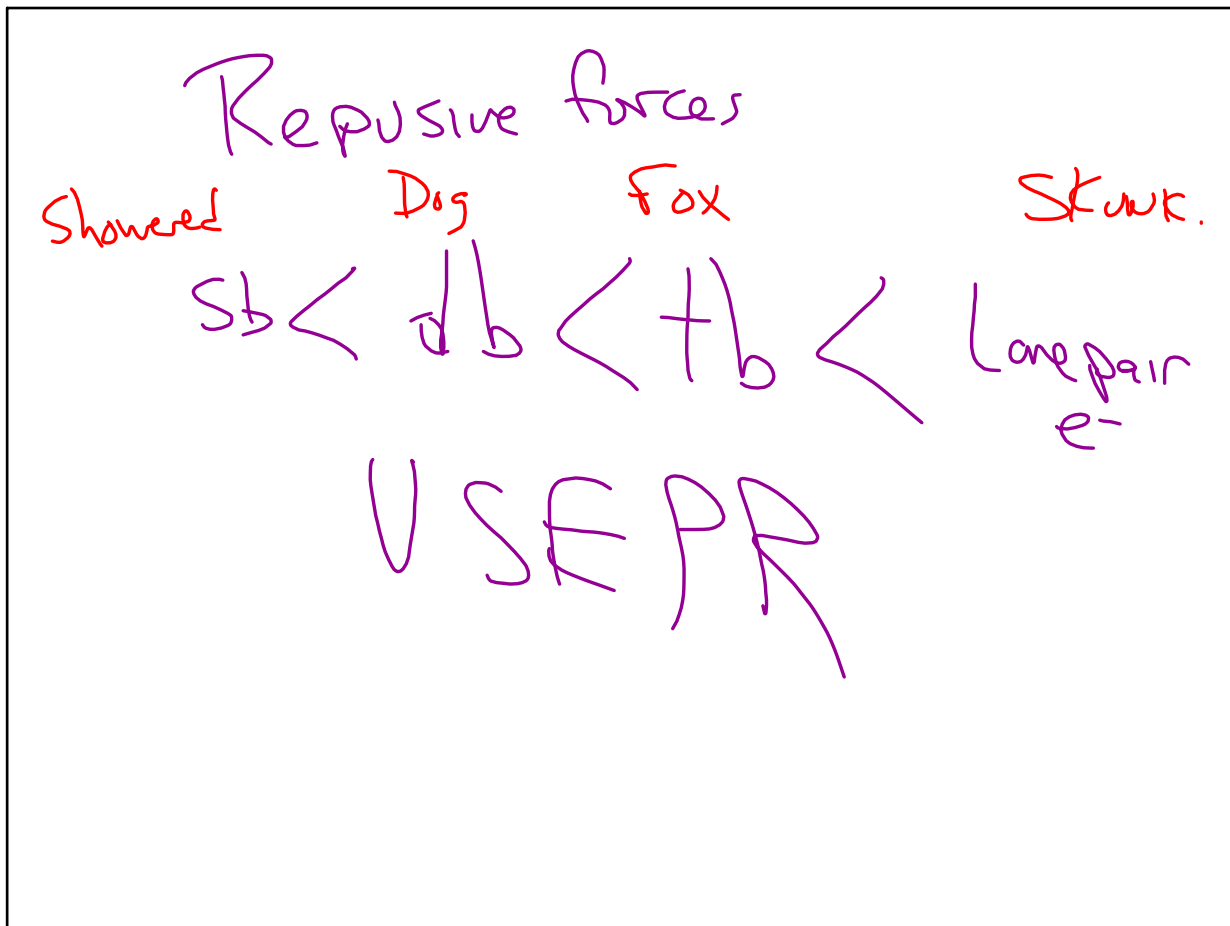 Repusive forces
Showered Dog Fox Skunk.
sb < db < tb < Lone pair
e-
VSEPR